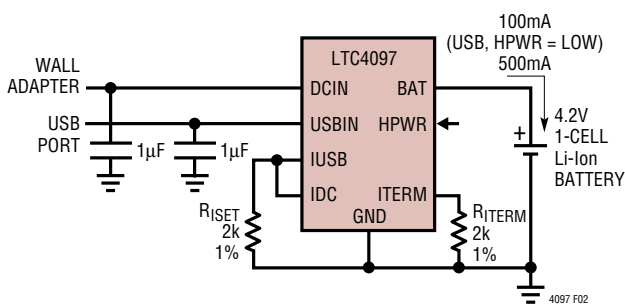 100mA
(USB, HPWR = LOW)
500mA
LTC4097
WALL
ADAPTER
DCIN
BAT
USB
PORT
USBIN
HPWR
1µF
1µF
+
4.2V
1-CELL
Li-Ion
BATTERY
IUSB
IDC
ITERM
GND
RISET
2k
1%
RITERM
2k
1%
4097 F02